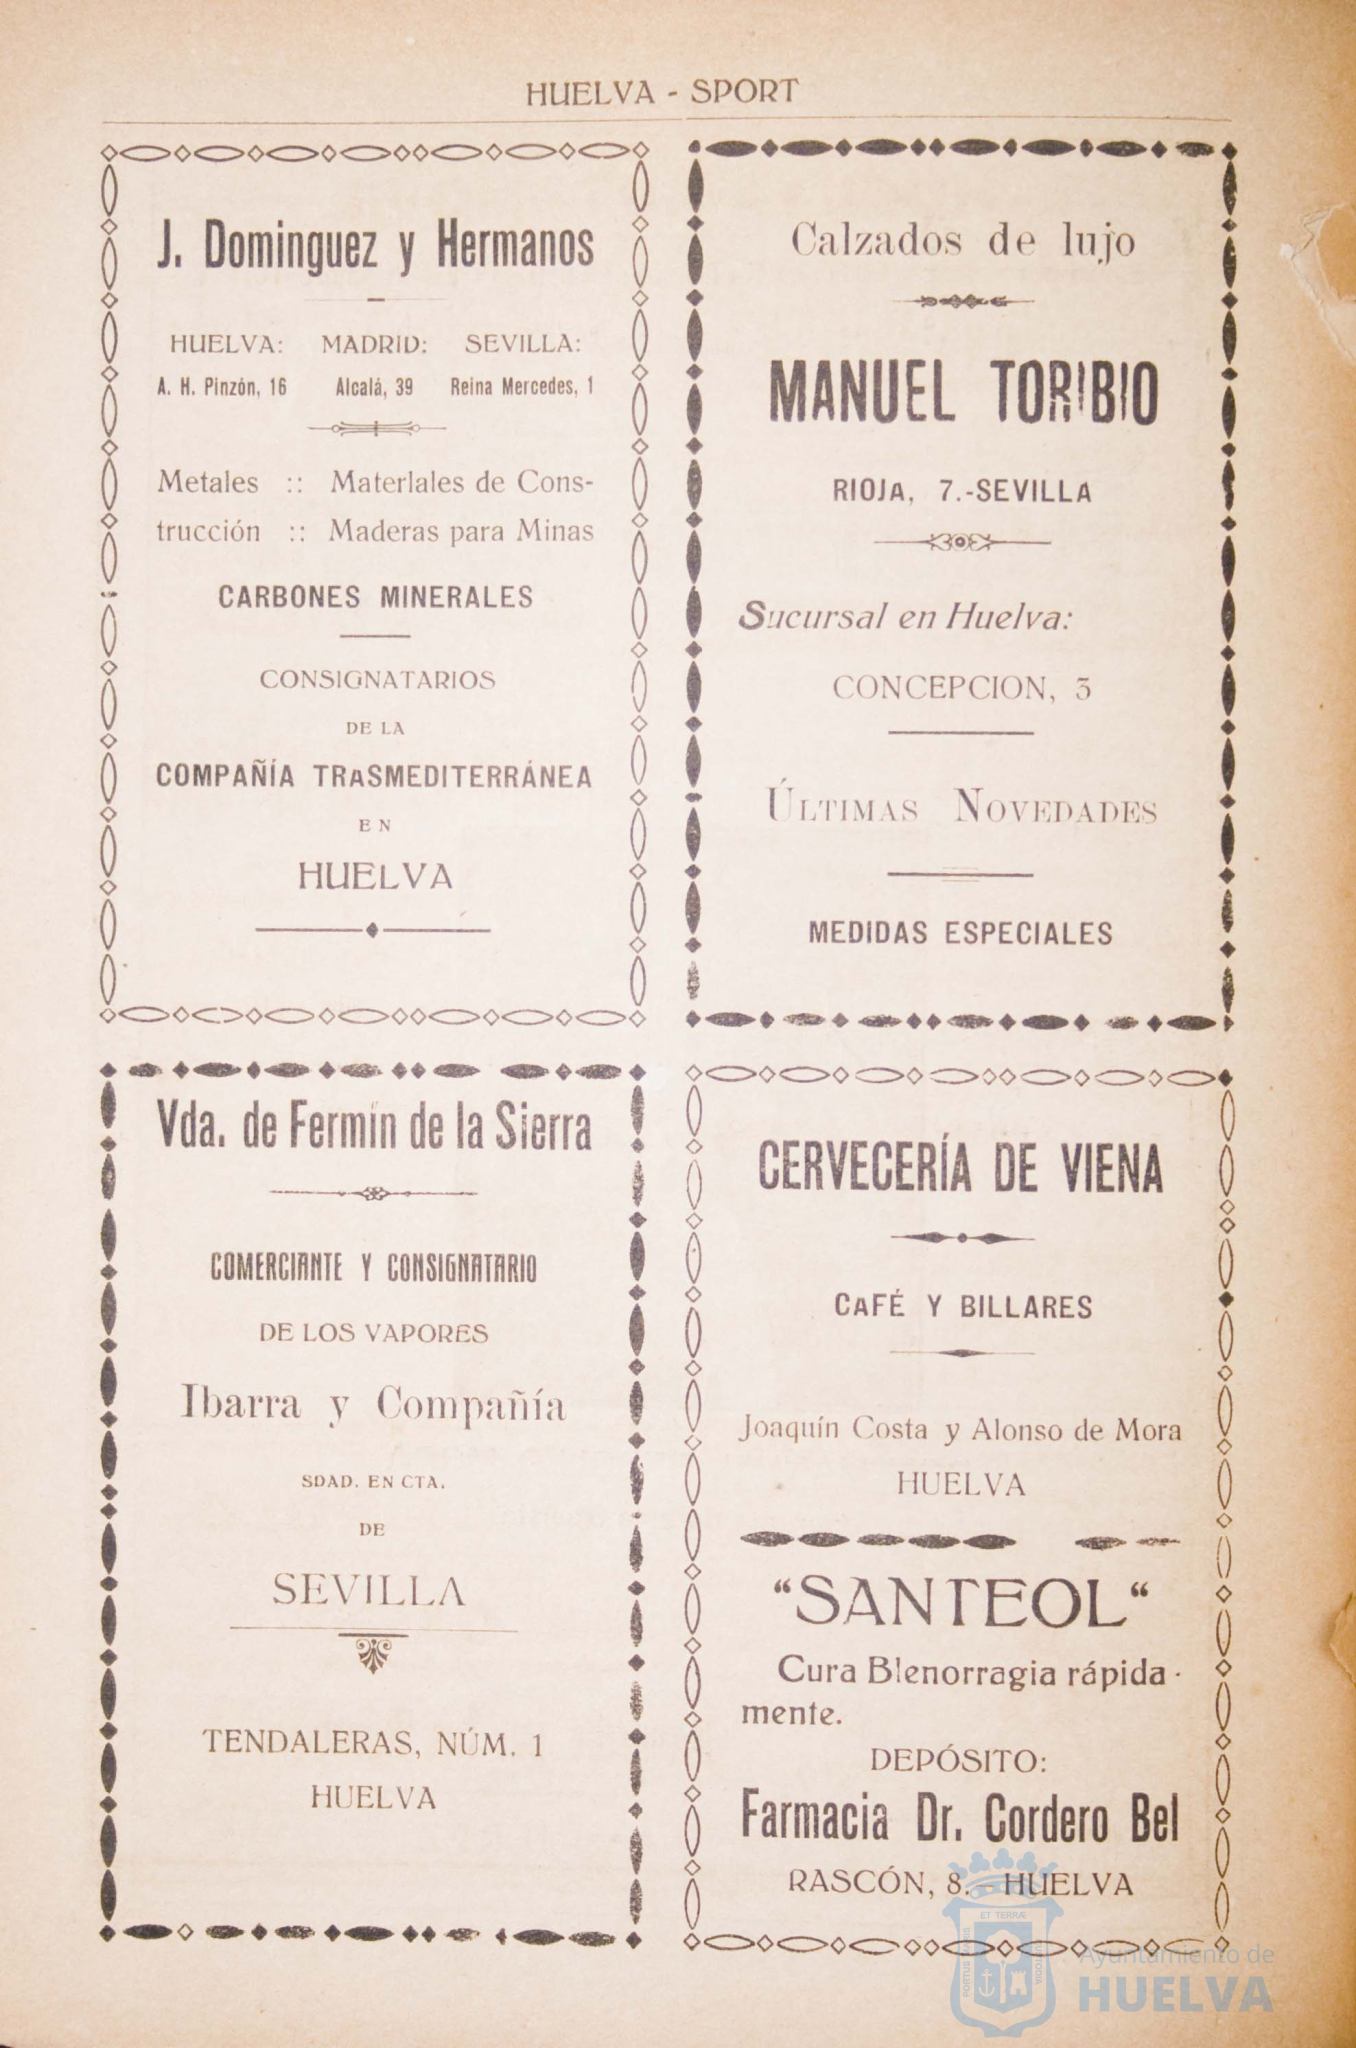 HUELVA - SPORT
J. Dominguez y Hermanos
HUELVA: MADRID: SEVILLA:
A. H. Pinzón, 16 Alcalá, 39 Reina Mercedes, 1
Metales :: Materlales de Cons-
trucción :: Maderas para Minas
CARBONES MINERALES
CONSIGNATARIOS
DE LA
COMPAÑÍA TRASMEDITERRÁNEA
EN
HUELVA
Calzados de lujo
MANUEL TORIBIO
RIOJA, 7.-SEVILLA
Sucursal en Huelva:
CONCEPCION, 3
ÚLTIMAS NOVEDADES
MEDIDAS ESPECIALES
Vda. de Fermín de la Sierra
COMERCIANTE Y CONSIGNATARIO
DE LOS VAPORES
Ibarra y Compañía
SDAD. EN CTA.
DE
SEVILLA
TENDALERAS, NÚM. 1
HUELVA
CERVECERÍA DE VIENA
CAFÉ Y BILLARES
Joaquín Costa y Alonso de Mora
HUELVA
“SANTEOL“
Cura Blenorragia rápida-
mente.
DEPÓSITO:
Farmacia Dr. Cordero Bel
RASCÓN, 8.—HUELVA
PORTUS MARIS
ET TERRÆ
CUSTODIA
Ayuntamiento de
HUELVA